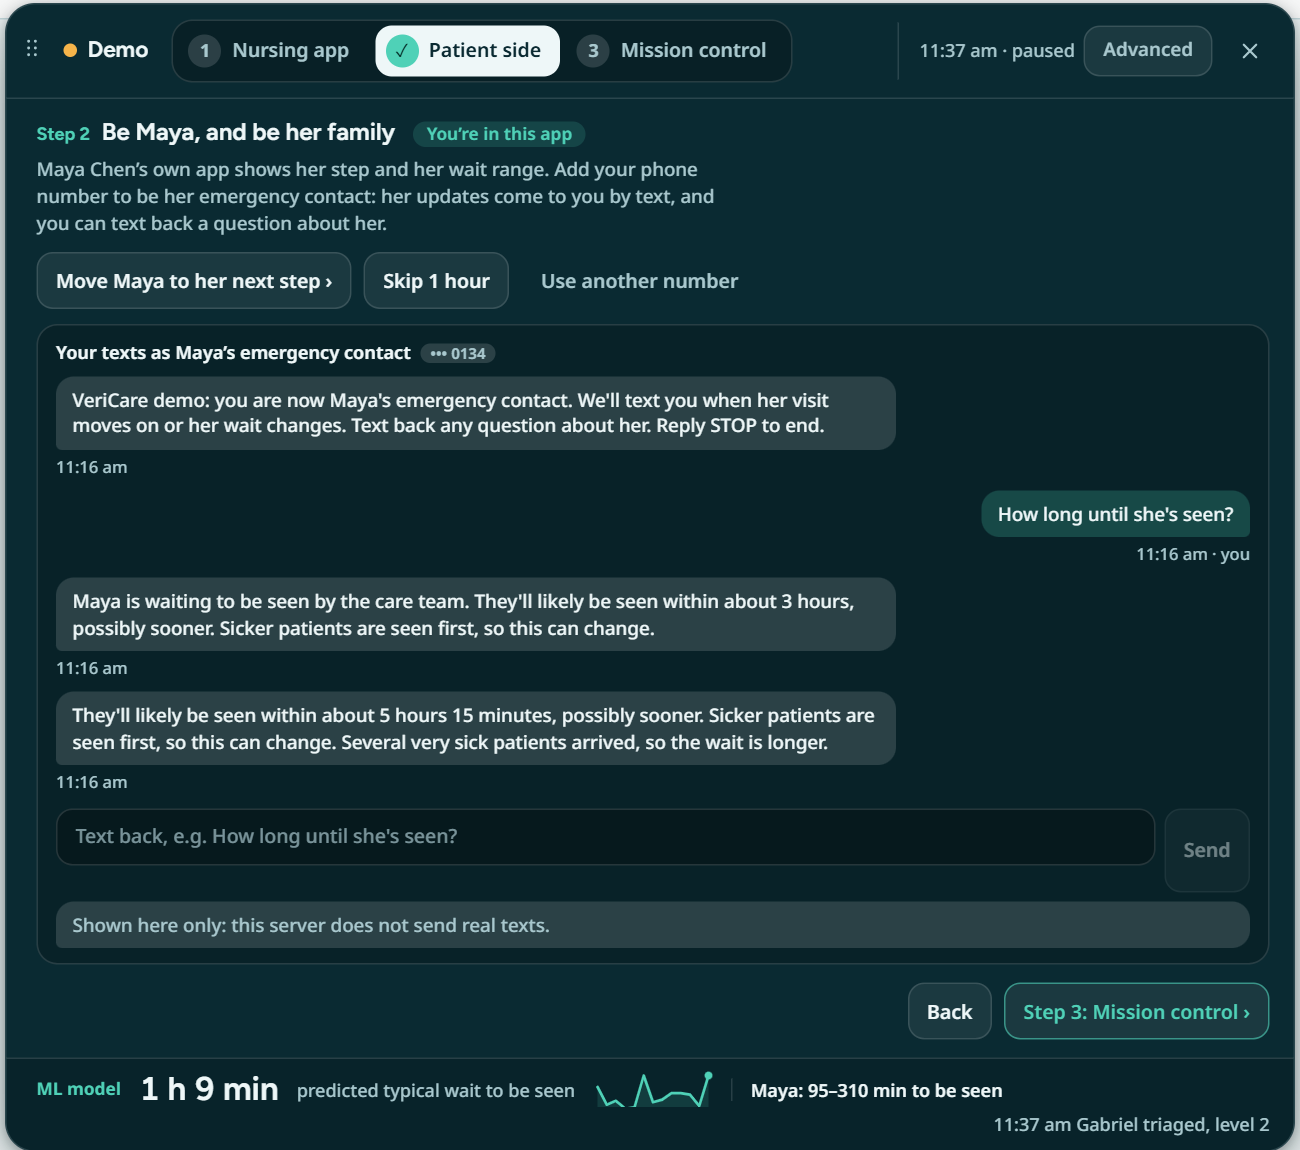 Demo
1 Nursing app
✓ Patient side
3 Mission control
11:37 am · paused
Advanced
Step 2 Be Maya, and be her family You're in this app
Maya Chen's own app shows her step and her wait range. Add your phone
number to be her emergency contact: her updates come to you by text, and
you can text back a question about her.
Move Maya to her next step ›
Skip 1 hour
Use another number
Your texts as Maya's emergency contact ••• 0134
VeriCare demo: you are now Maya's emergency contact. We'll text you when her visit
moves on or her wait changes. Text back any question about her. Reply STOP to end.
11:16 am
How long until she's seen?
11:16 am · you
Maya is waiting to be seen by the care team. They'll likely be seen within about 3 hours,
possibly sooner. Sicker patients are seen first, so this can change.
11:16 am
They'll likely be seen within about 5 hours 15 minutes, possibly sooner. Sicker patients are
seen first, so this can change. Several very sick patients arrived, so the wait is longer.
11:16 am
Text back, e.g. How long until she's seen?
Send
Shown here only: this server does not send real texts.
Back
Step 3: Mission control ›
ML model 1 h 9 min predicted typical wait to be seen
Maya: 95–310 min to be seen
11:37 am Gabriel triaged, level 2